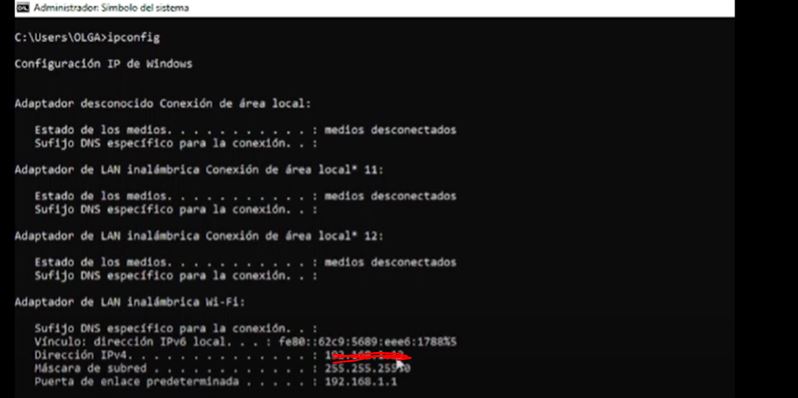 Administrador: Símbolo del sistema
C:\Users\OLGA>ipconfig
Configuración IP de Windows
Adaptador desconocido Conexión de área local:
Estado de los medios. . . . . . . . . . . : medios desconectados
Sufijo DNS específico para la conexión. . :
Adaptador de LAN inalámbrica Conexión de área local* 11:
Estado de los medios. . . . . . . . . . . : medios desconectados
Sufijo DNS específico para la conexión. . :
Adaptador de LAN inalámbrica Conexión de área local* 12:
Estado de los medios. . . . . . . . . . . : medios desconectados
Sufijo DNS específico para la conexión. . :
Adaptador de LAN inalámbrica Wi-Fi:
Sufijo DNS específico para la conexión. . :
Vínculo: dirección IPv6 local. . . : fe80::62c9:5689:eee6:1788%5
Dirección IPv4. . . . . . . . . . . . . . :
Máscara de subred . . . . . . . . . . . . :
Puerta de enlace predeterminada . . . . . : 192.168.1.1